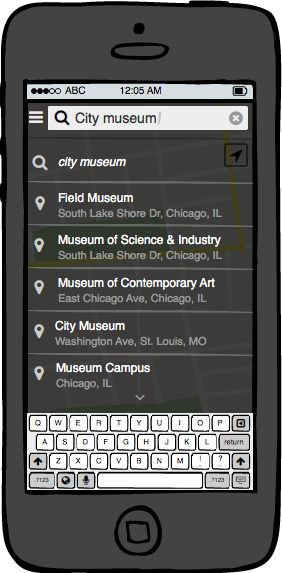 ABC 12:05 AM
City museum
city museum
Field Museum
South Lake Shore Dr, Chicago, IL
Museum of Science & Industry
South Lake Shore Dr, Chicago, IL
Museum of Contemporary Art
East Chicago Ave, Chicago, IL
City Museum
Washington Ave, St. Louis, MO
Museum Campus
Chicago, IL
Q W E R T Y U I O P
A S D F G H J K L return
Z X C V B N M ! , ? .
.?123 .?123